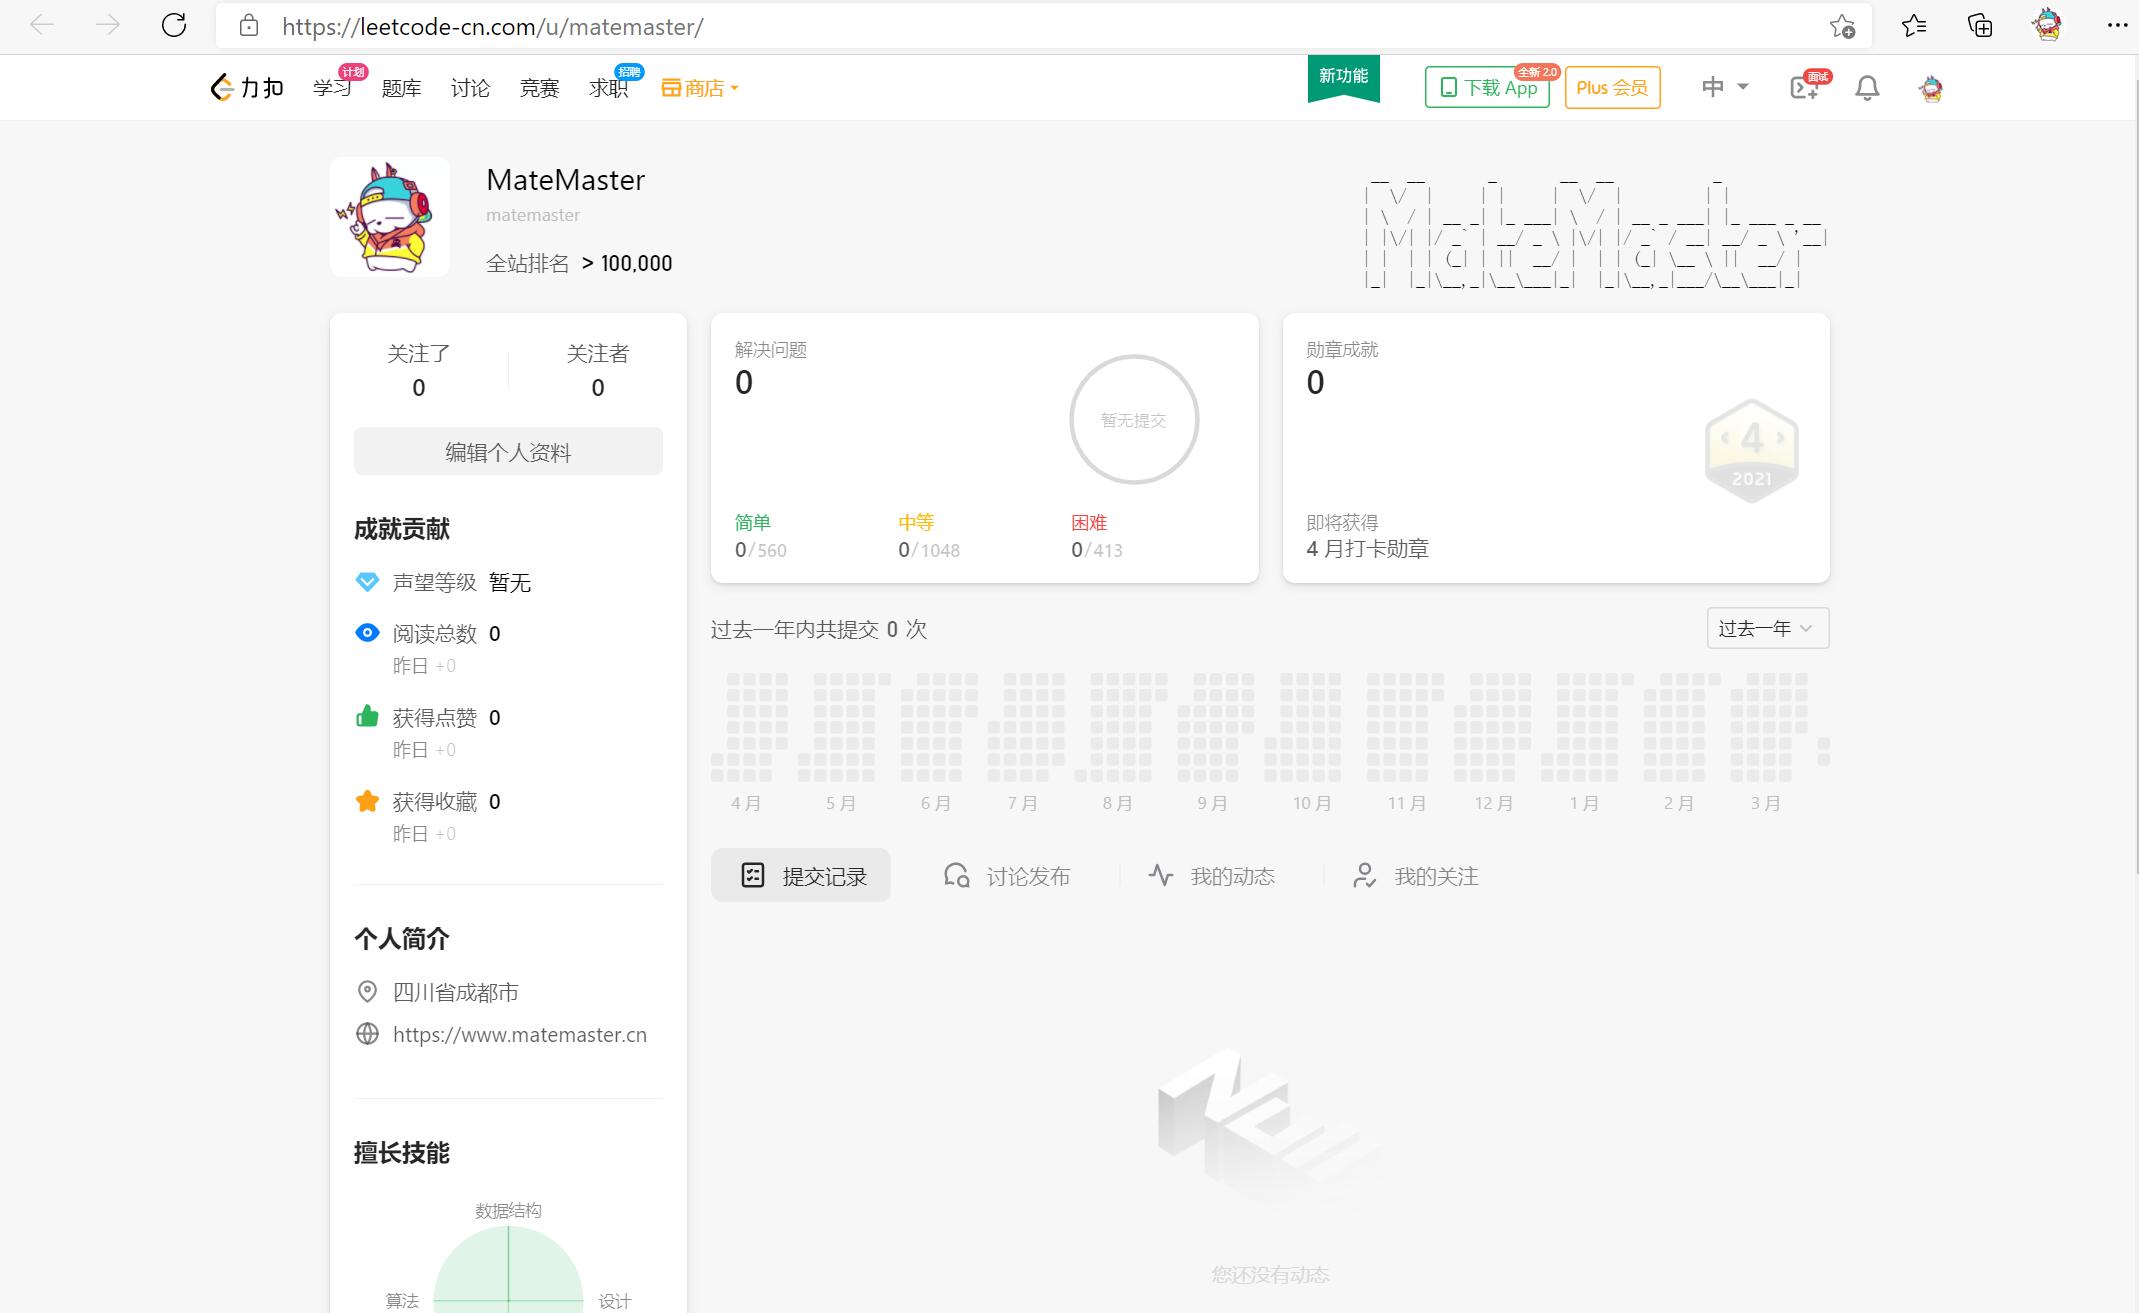 https://leetcode-cn.com/u/matemaster/
力扣 学习 计划 题库 讨论 竞赛 求职 招聘 商店 新功能 下载 App 全新 2.0 Plus 会员 中 面试
MateMaster
matemaster
全站排名 > 100,000
关注了 关注者
0 0
编辑个人资料
成就贡献
声望等级 暂无
阅读总数 0
昨日 +0
获得点赞 0
昨日 +0
获得收藏 0
昨日 +0
个人简介
四川省成都市
https://www.matemaster.cn
擅长技能
数据结构
算法 设计
解决问题
0
暂无提交
简单 中等 困难
0/560 0/1048 0/413
勋章成就
0
4
2021
即将获得
4 月打卡勋章
过去一年内共提交 0 次 过去一年
4 月 5 月 6 月 7 月 8 月 9 月 10 月 11 月 12 月 1 月 2 月 3 月
提交记录 讨论发布 我的动态 我的关注
您还没有动态